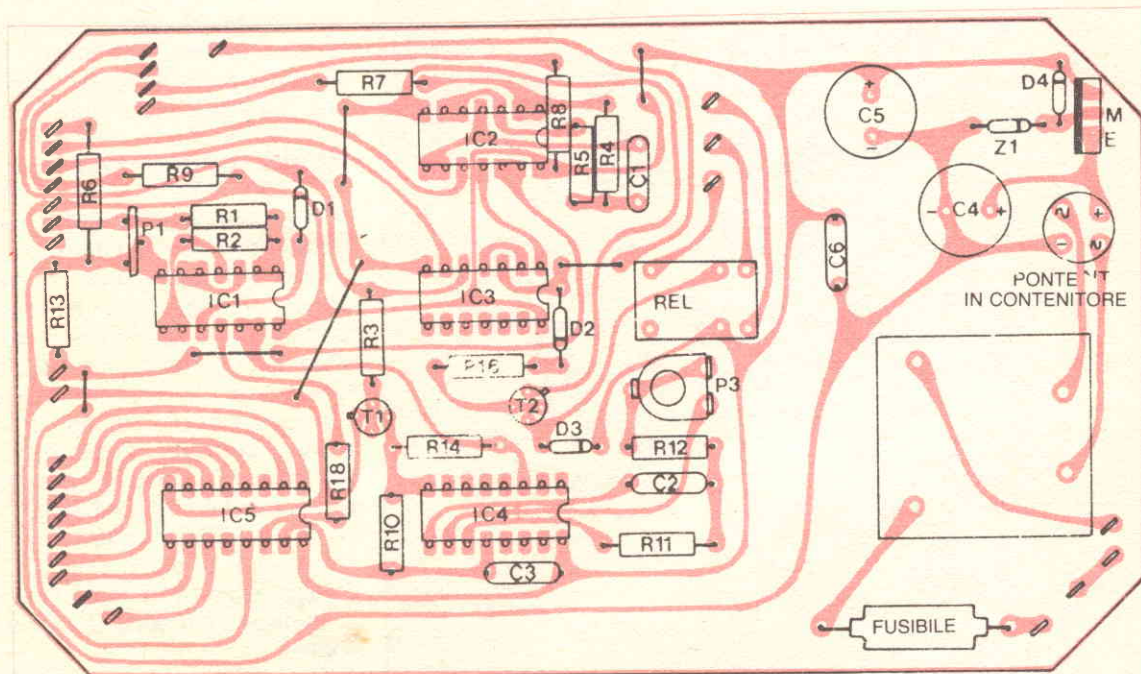 R7
R8
C5
+
-
D4
M
E
Z1
IC2
R5
R4
C1
R6
R9
P1
R1
R2
D1
- C4 +
+
-
C6
R13
IC1
IC3
REL
IN CONTENITORE
R3
D2
P3
T1
T2
D3
R14
R12
R18
C2
IC5
R10
IC4
R11
C3
FUSIBILE